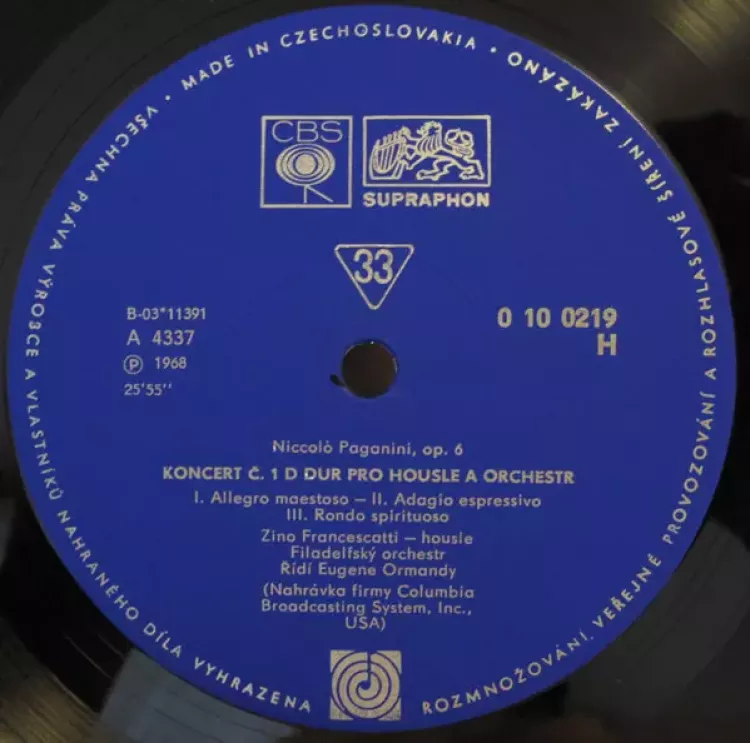 VŠECHNA PRÁVA VÝROBCE A VLASTNÍKŮ NAHRANÉHO DÍLA VYHRAZENA
• MADE IN CZECHOSLOVAKIA •
ROZMNOŽOVÁNÍ, VEŘEJNÉ PROVOZOVÁNÍ A ROZHLASOVÉ ŠÍŘENÍ ZAKÁZÁNO
CBS
SUPRAPHON
33
B-03*11391
A 4337
℗ 1968
25'55''
0 10 0219
H
Niccolò Paganini, op. 6
KONCERT Č. 1 D DUR PRO HOUSLE A ORCHESTR
I. Allegro maestoso – II. Adagio espressivo
III. Rondo spirituoso
Zino Francescatti – housle
Filadelfský orchestr
Řídí Eugene Ormandy
(Nahrávka firmy Columbia
Broadcasting System, Inc.,
USA)